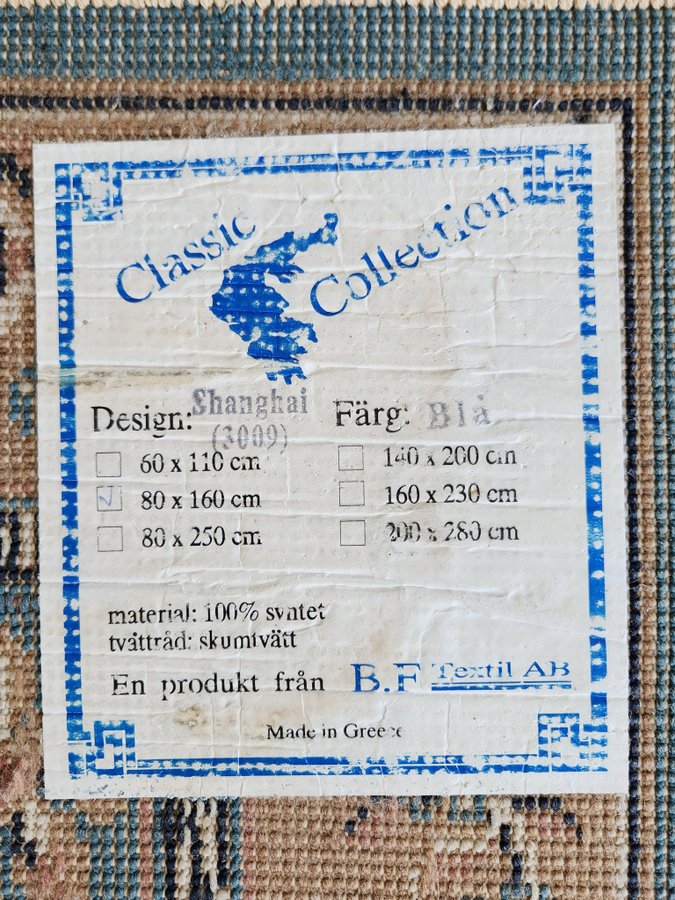 Classic Collection
Design: Shanghai (3009)
Färg: Blå
60 x 110 cm
80 x 160 cm
80 x 250 cm
140 x 200 cm
160 x 230 cm
200 x 280 cm
material: 100% syntet
tvättråd: skumtvätt
En produkt från B.F Textil AB
Made in Greece